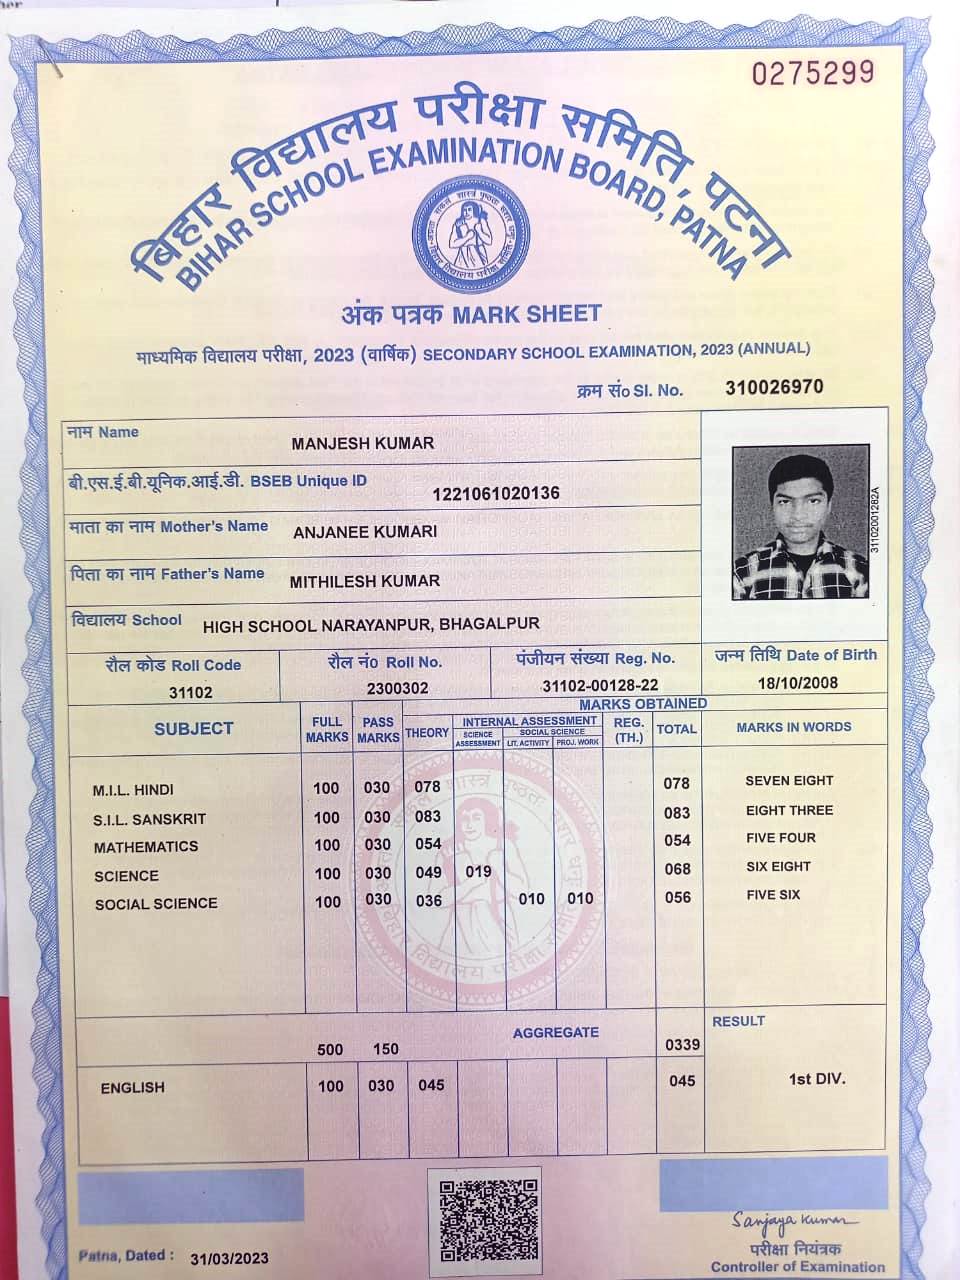 0275299
बिहार विद्यालय परीक्षा समिति, पटना
BIHAR SCHOOL EXAMINATION BOARD, PATNA
अंक पत्रक MARK SHEET
माध्यमिक विद्यालय परीक्षा, 2023 (वार्षिक) SECONDARY SCHOOL EXAMINATION, 2023 (ANNUAL)
क्रम सं० Sl. No. 310026970
नाम Name MANJESH KUMAR
बी.एस.ई.बी.यूनिक.आई.डी. BSEB Unique ID 1221061020136
माता का नाम Mother's Name ANJANEE KUMARI
पिता का नाम Father's Name MITHILESH KUMAR
विद्यालय School HIGH SCHOOL NARAYANPUR, BHAGALPUR
31102001282A
रौल कोड Roll Code रौल नं० Roll No. पंजीयन संख्या Reg. No. जन्म तिथि Date of Birth
31102 2300302 31102-00128-22 18/10/2008
MARKS OBTAINED
SUBJECT FULL MARKS PASS MARKS THEORY INTERNAL ASSESSMENT SCIENCE ASSESSMENT SOCIAL SCIENCE LIT. ACTIVITY PROJ. WORK REG. (TH.) TOTAL MARKS IN WORDS
M.I.L. HINDI 100 030 078 078 SEVEN EIGHT
S.I.L. SANSKRIT 100 030 083 083 EIGHT THREE
MATHEMATICS 100 030 054 054 FIVE FOUR
SCIENCE 100 030 049 019 068 SIX EIGHT
SOCIAL SCIENCE 100 030 036 010 010 056 FIVE SIX
बिहार विद्यालय परीक्षा समिति
AGGREGATE RESULT
500 150 0339
ENGLISH 100 030 045 045 1st DIV.
Sanjaya Kumar
परीक्षा नियंत्रक
Patna, Dated : 31/03/2023 Controller of Examination